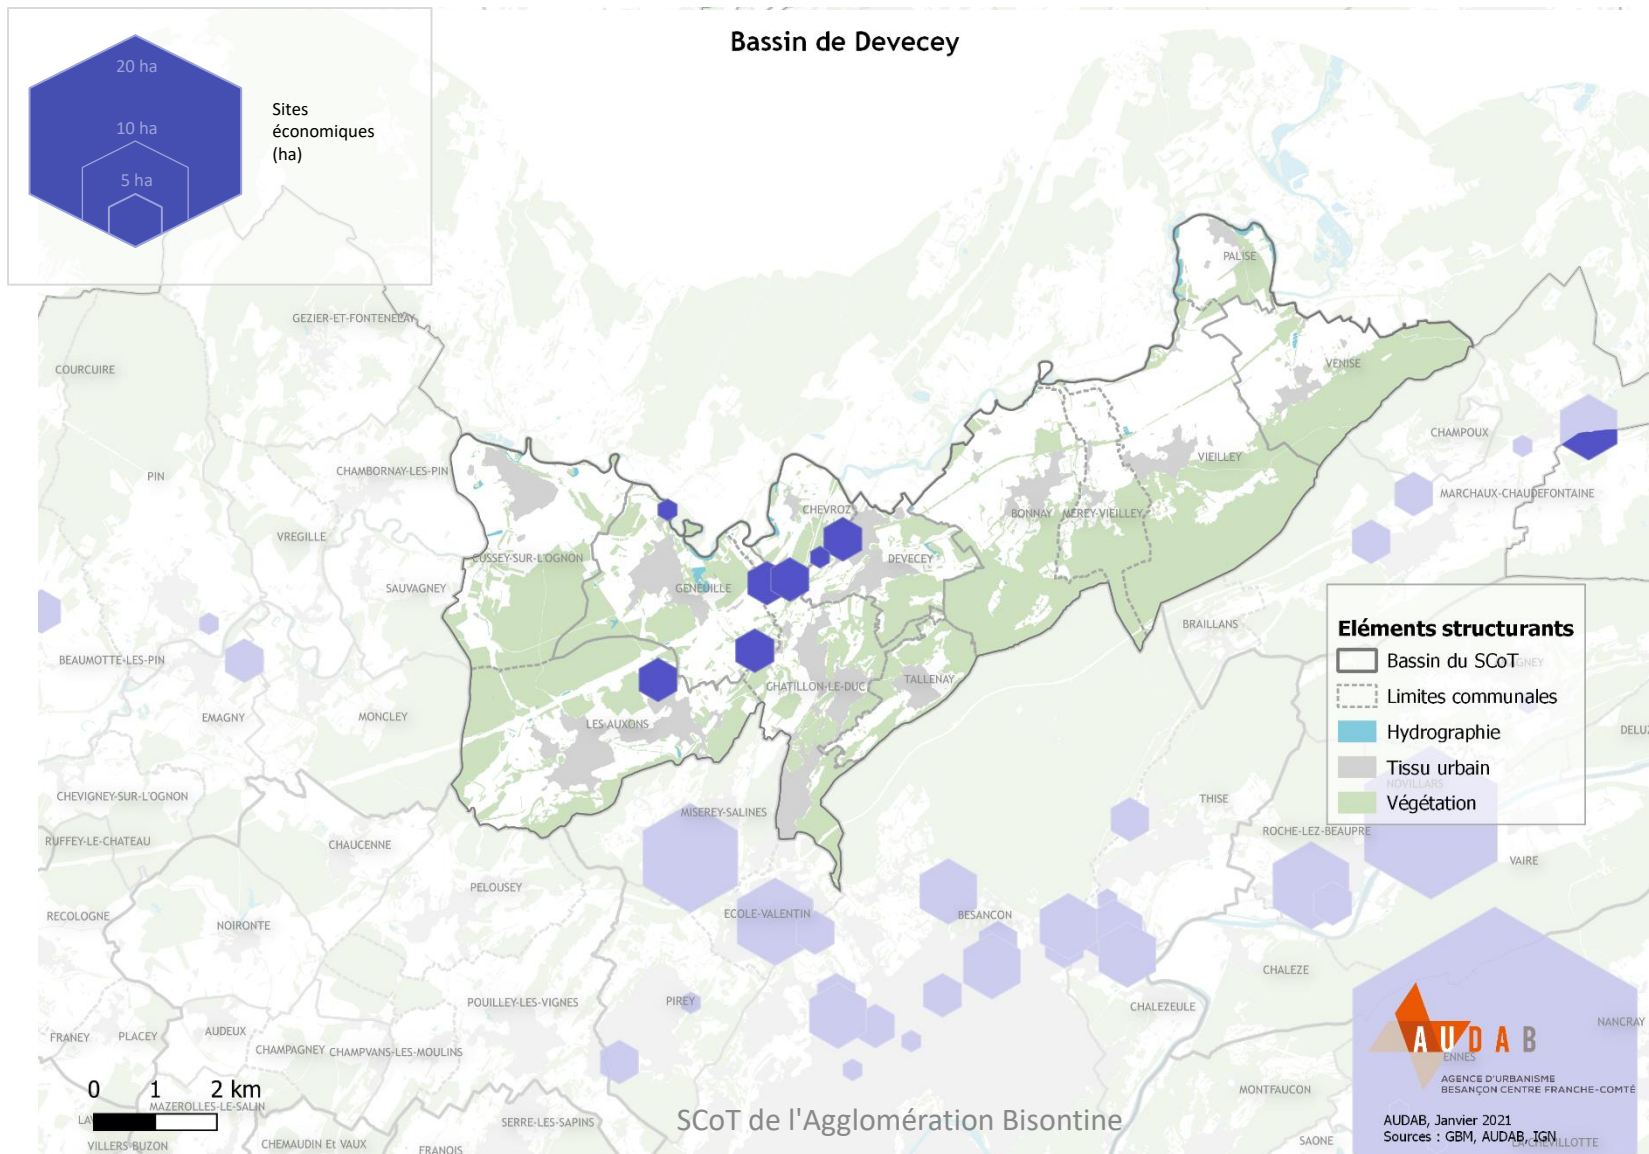 Bassin de Devecey
20 ha
10 ha
5 ha
Sites
économiques
(ha)
PALISE
GEZIER-ET-FONTENELAY
COURCUIRE
VENISE
CHAMPOUX
CHAMBORNAY-LES-PIN
PIN
VIEILLEY
MARCHAUX-CHAUDEFONTAINE
CHEVROZ
BONNAY
MEREY-VIEILLEY
VREGILLE
CUSSEY-SUR-L'OGNON
DEVECEY
SAUVAGNEY
GENEUILLE
BRAILLANS
BEAUMOTTE-LES-PIN
CHATILLON-LE-DUC
TALLENAY
EMAGNY
MONCLEY
LES AUXONS
Eléments structurants
Bassin du SCoT
Limites communales
Hydrographie
Tissu urbain
Végétation
NOVILLARS
CHEVIGNEY-SUR-L'OGNON
MISEREY-SALINES
THISE
ROCHE-LEZ-BEAUPRE
RUFFEY-LE-CHATEAU
CHAUCENNE
VAIRE
PELOUSEY
RECOLOGNE
NOIRONTE
ECOLE-VALENTIN
BESANCON
CHALEZE
POUILLEY-LES-VIGNES
PIREY
CHALEZEULE
FRANEY
PLACEY
AUDEUX
CHAMPAGNEY
CHAMPVANS-LES-MOULINS
NANCRAY
AUDAB
ENNES
AGENCE D'URBANISME
BESANÇON CENTRE FRANCHE-COMTÉ
MONTFAUCON
0 1 2 km
MAZEROLLES-LE-SALIN
SERRE-LES-SAPINS
SCoT de l'Agglomération Bisontine
AUDAB, Janvier 2021
Sources : GBM, AUDAB, IGN
LA CHEVILLOTTE
SAONE
VILLERS-BUZON
CHEMAUDIN Et VAUX
FRANOIS